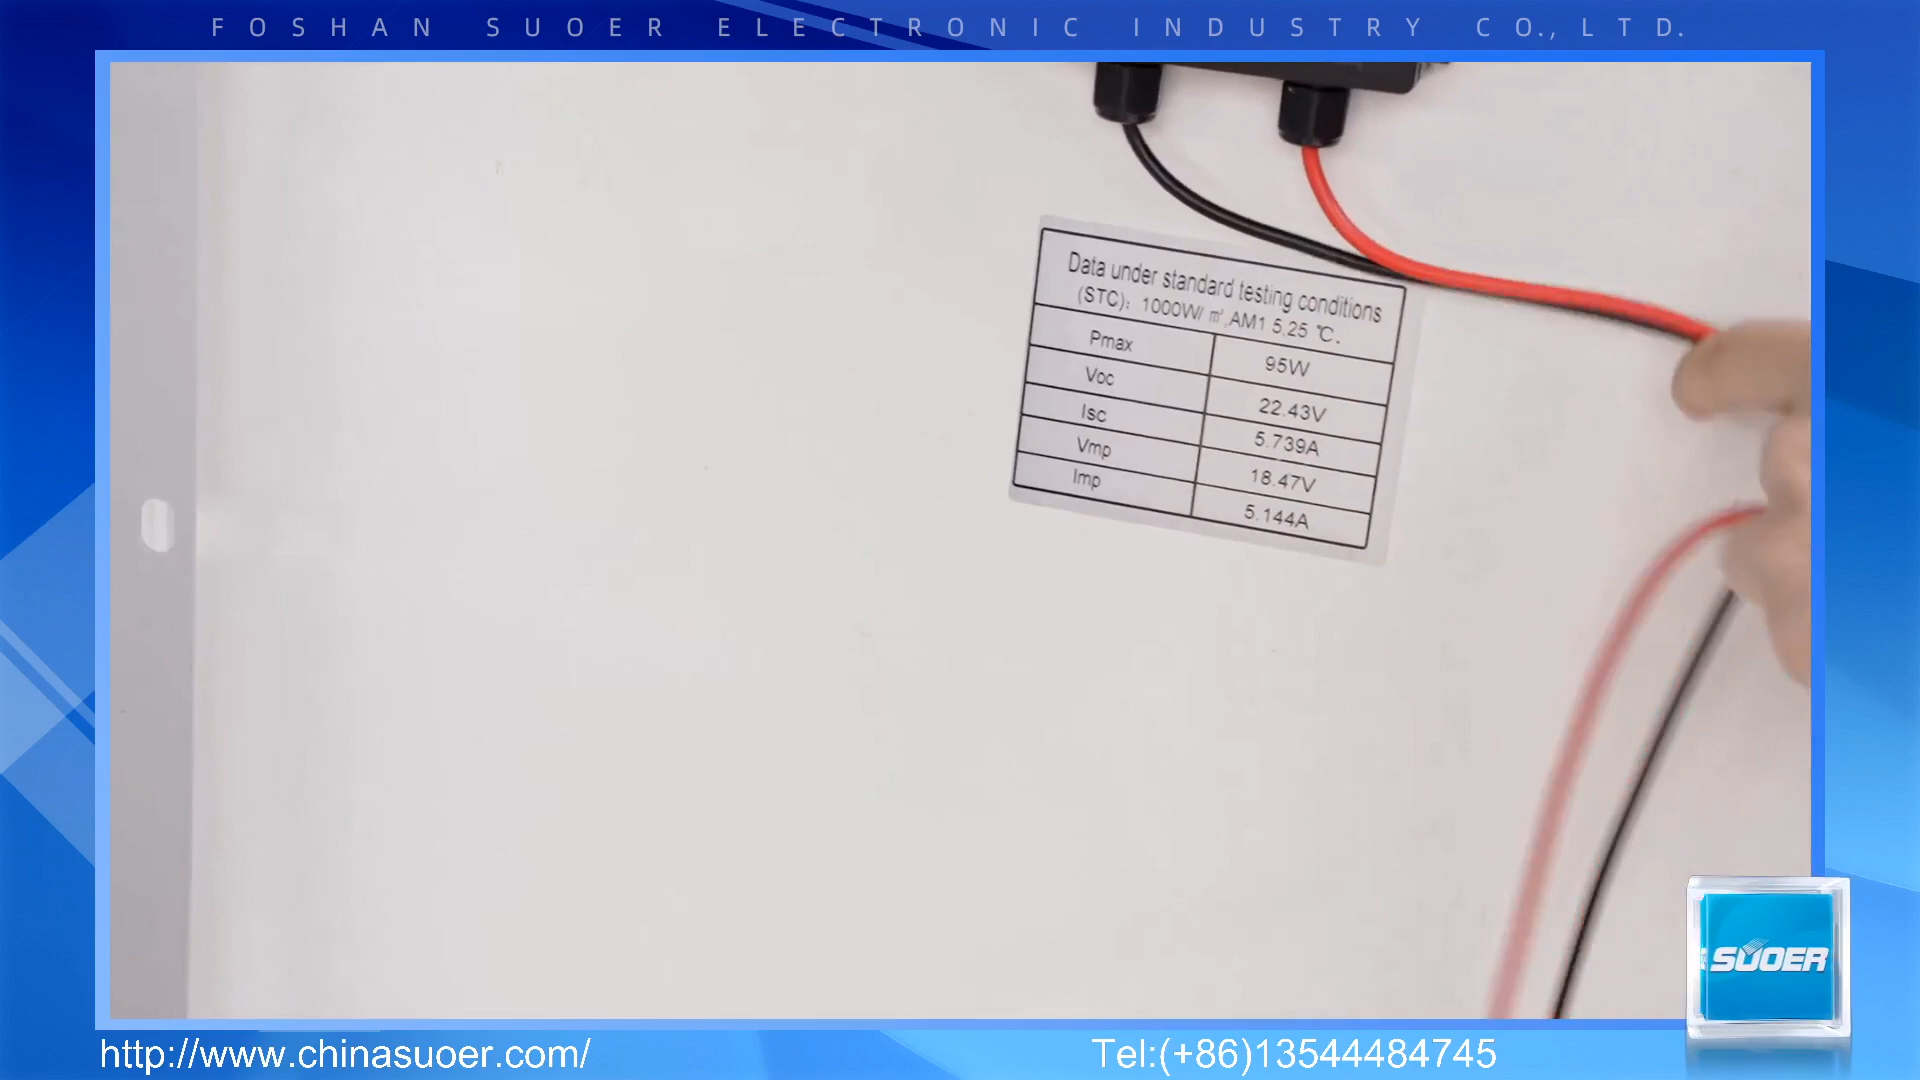 FOSHAN SUOER ELECTRONIC INDUSTRY CO., LTD.
Data under standard testing conditions
(STC): 1000W/㎡,AM1 5,25 ℃.
Pmax 95W
Voc 22.43V
Isc 5.739A
Vmp 18.47V
Imp 5.144A
SUOER
http://www.chinasuoer.com/ Tel:(+86)13544484745